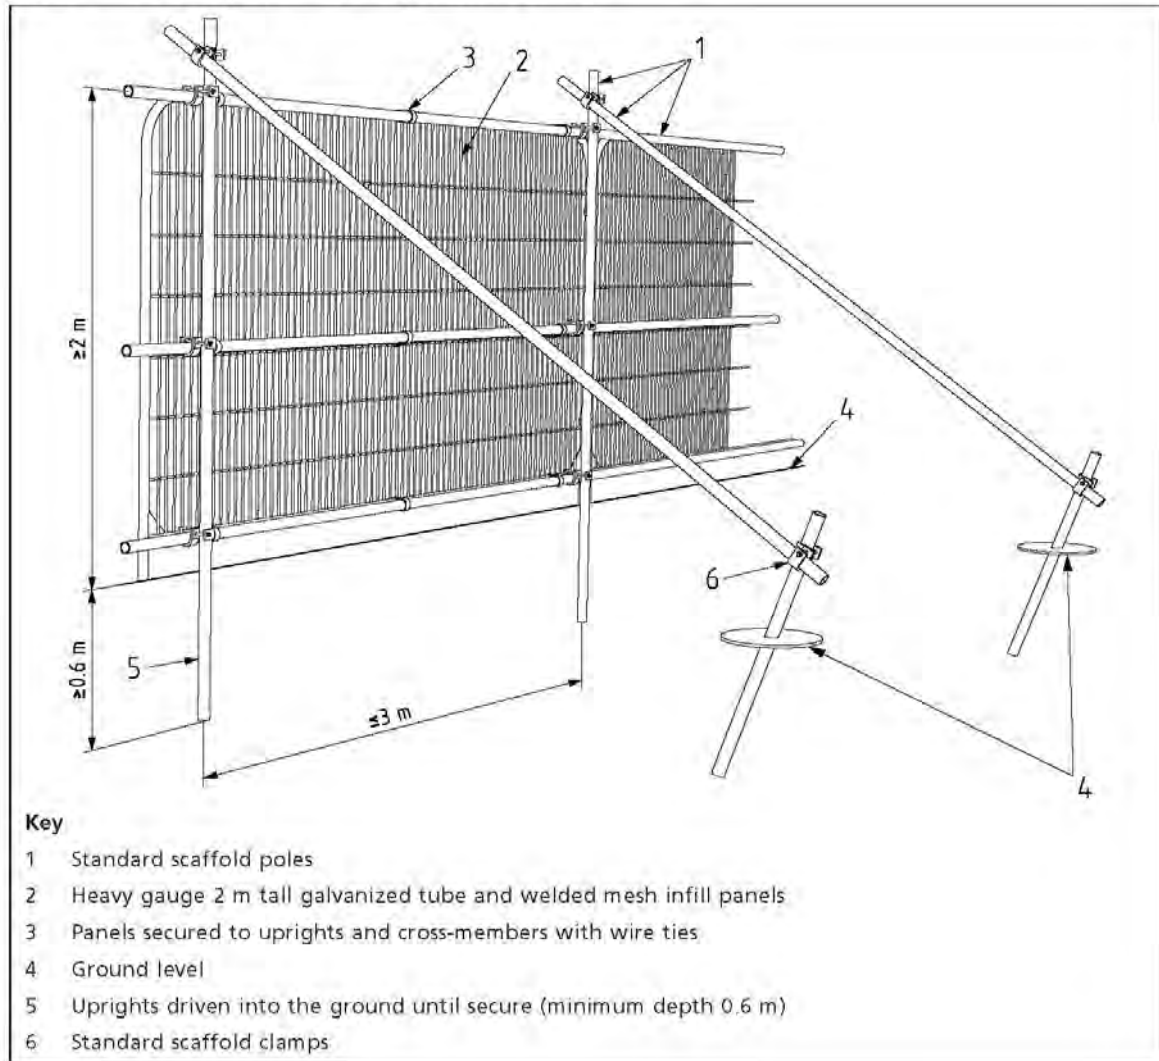 3
2
1
≥2 m
4
6
5
≥0.6 m
≤3 m
4
Key
1 Standard scaffold poles
2 Heavy gauge 2 m tall galvanized tube and welded mesh infill panels
3 Panels secured to uprights and cross-members with wire ties
4 Ground level
5 Uprights driven into the ground until secure (minimum depth 0.6 m)
6 Standard scaffold clamps